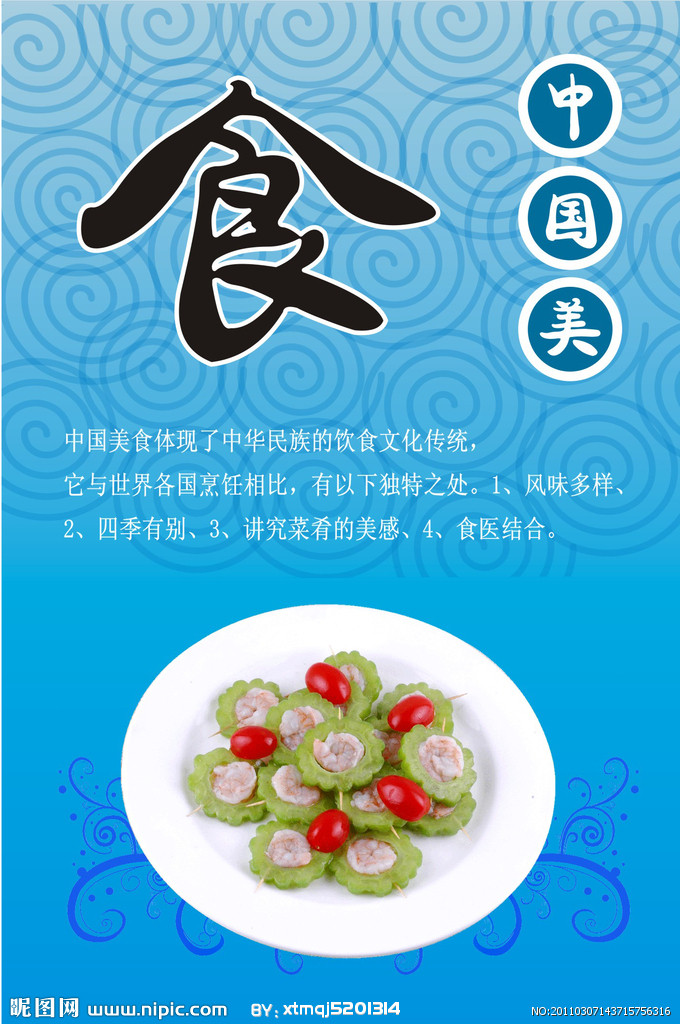 食
中
国
美
中国美食体现了中华民族的饮食文化传统，
它与世界各国烹饪相比，有以下独特之处。1、风味多样、
2、四季有别、3、讲究菜肴的美感、4、食医结合。
昵图网 www.nipic.com BY：xtmqj5201314 NO:20110307143715756316